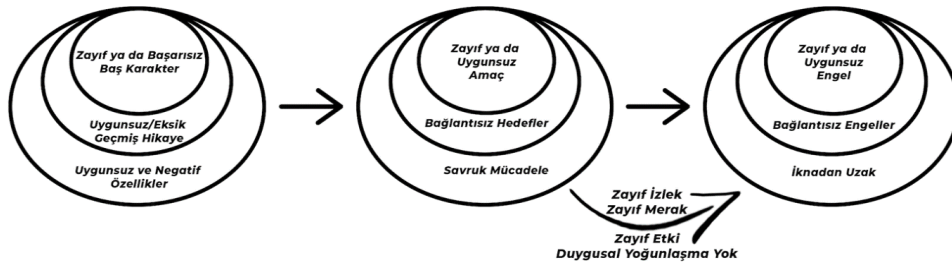 Zayıf ya da Başarısız
Baş Karakter
Uygunsuz/Eksik
Geçmiş Hikaye
Uygunsuz ve Negatif
Özellikler
Zayıf ya da
Uygunsuz
Amaç
Bağlantısız Hedefler
Savruk Mücadele
Zayıf ya da
Uygunsuz
Engel
Bağlantısız Engeller
İknadan Uzak
Zayıf İzlek
Zayıf Merak
Zayıf Etki
Duygusal Yoğunlaşma Yok